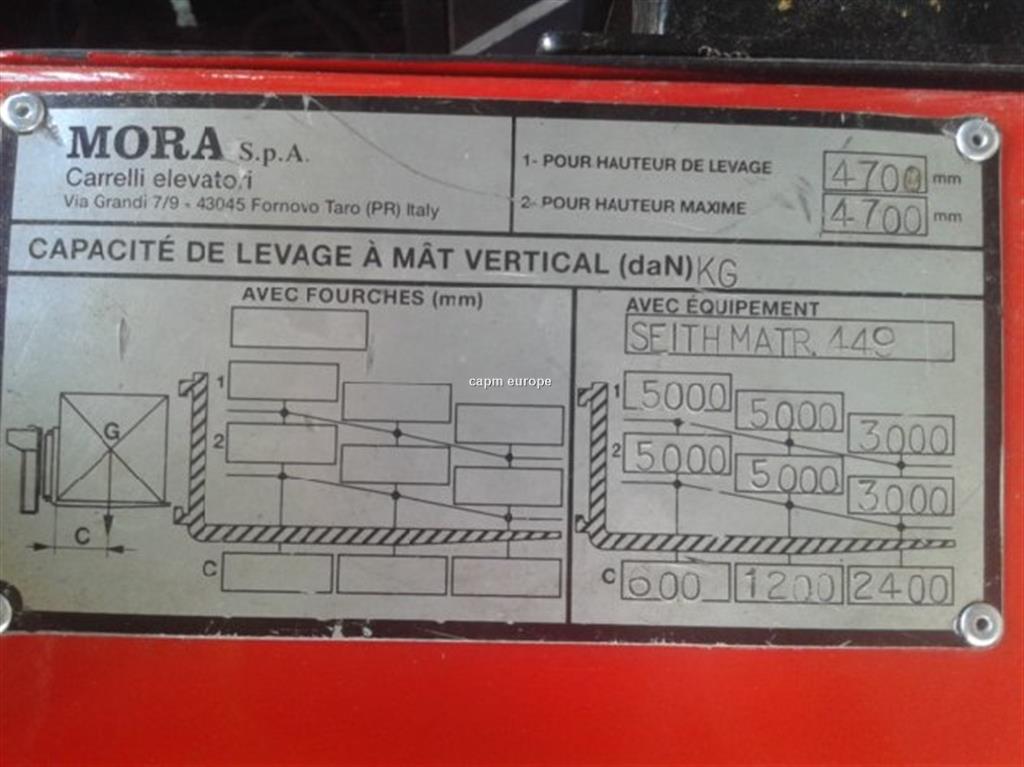 MORA S.p.A.
Carrelli elevatori
Via Grandi 7/9 - 43045 Fornovo Taro (PR) Italy
1- POUR HAUTEUR DE LEVAGE 4700 mm
2- POUR HAUTEUR MAXIME 4700 mm
CAPACITÉ DE LEVAGE À MÂT VERTICAL (daN) KG
AVEC FOURCHES (mm)
G
C
1
2
C
AVEC ÉQUIPEMENT
SEITH MATR. 449
1 5000 5000 3000
2 5000 5000 3000
C 600 1200 2400
capm europe